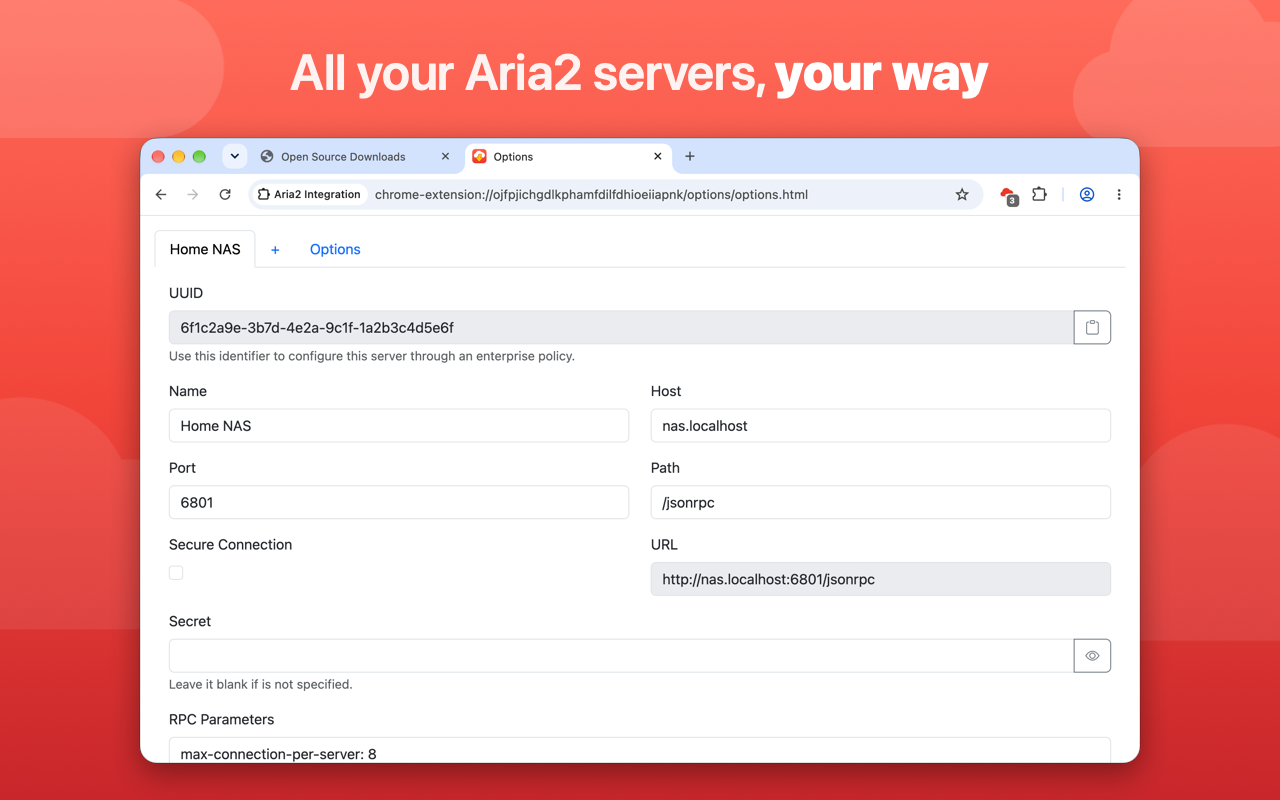 All your Aria2 servers, your way
Open Source Downloads
Options
Aria2 Integration
chrome-extension://ojfpjichgdlkphamfdilfdhioeiiapnk/options/options.html
3
Home NAS
+
Options
UUID
6f1c2a9e-3b7d-4e2a-9c1f-1a2b3c4d5e6f
Use this identifier to configure this server through an enterprise policy.
Name
Host
Home NAS
nas.localhost
Port
Path
6801
/jsonrpc
Secure Connection
URL
http://nas.localhost:6801/jsonrpc
Secret
Leave it blank if is not specified.
RPC Parameters
max-connection-per-server: 8